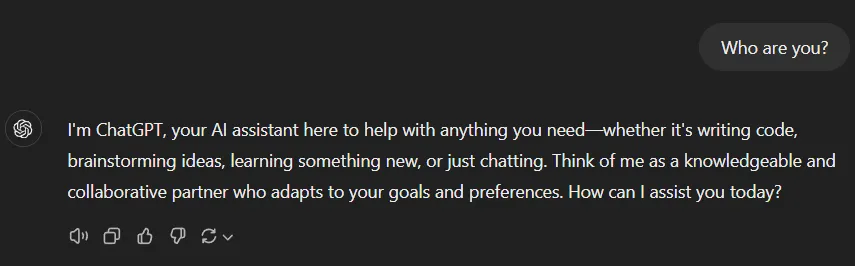 Who are you?
I'm ChatGPT, your AI assistant here to help with anything you need—whether it's writing code,
brainstorming ideas, learning something new, or just chatting. Think of me as a knowledgeable and
collaborative partner who adapts to your goals and preferences. How can I assist you today?